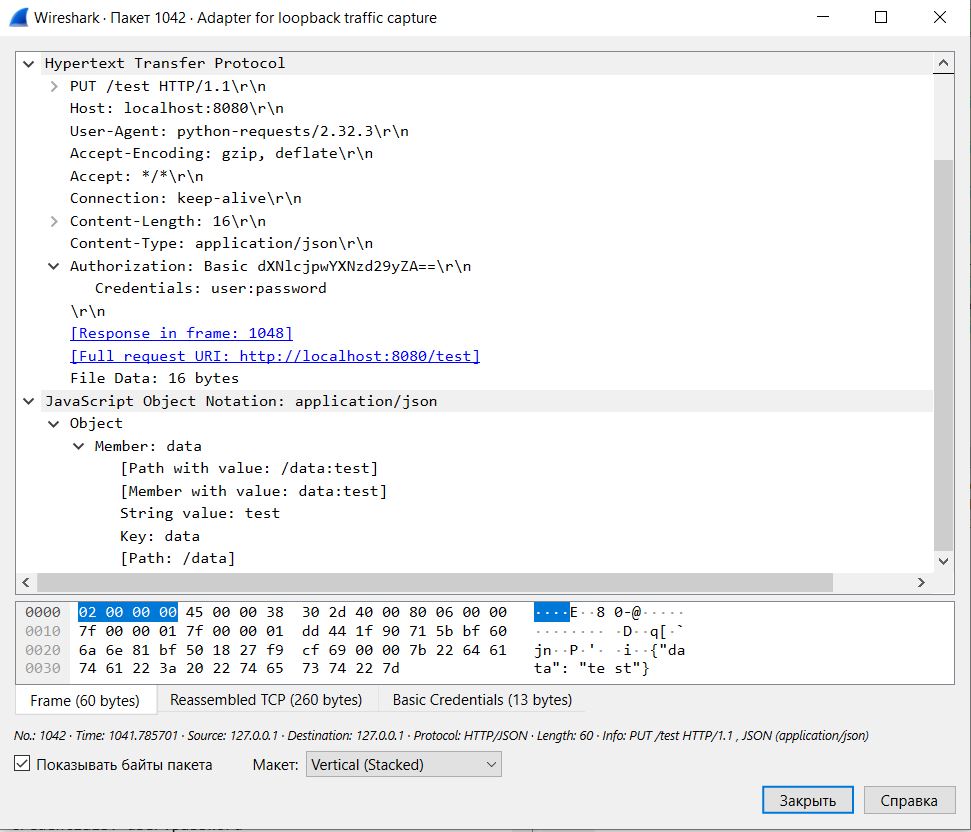 Wireshark · Пакет 1042 · Adapter for loopback traffic capture
Hypertext Transfer Protocol
PUT /test HTTP/1.1\r\n
Host: localhost:8080\r\n
User-Agent: python-requests/2.32.3\r\n
Accept-Encoding: gzip, deflate\r\n
Accept: */*\r\n
Connection: keep-alive\r\n
Content-Length: 16\r\n
Content-Type: application/json\r\n
Authorization: Basic dXNlcjpwYXNzd29yZA==\r\n
Credentials: user:password
\r\n
[Response in frame: 1048]
[Full request URI: http://localhost:8080/test]
File Data: 16 bytes
JavaScript Object Notation: application/json
Object
Member: data
[Path with value: /data:test]
[Member with value: data:test]
String value: test
Key: data
[Path: /data]
0000 02 00 00 00 45 00 00 38 30 2d 40 00 80 06 00 00 ····E··8 0-@·····
0010 7f 00 00 01 7f 00 00 01 dd 44 1f 90 71 5b bf 60 ········ ·D··q[·`
0020 6a 6e 81 bf 50 18 27 f9 cf 69 00 00 7b 22 64 61 jn··P·'· ·i··{"da
0030 74 61 22 3a 20 22 74 65 73 74 22 7d ta": "te st"}
Frame (60 bytes) Reassembled TCP (260 bytes) Basic Credentials (13 bytes)
No.: 1042 · Time: 1041.785701 · Source: 127.0.0.1 · Destination: 127.0.0.1 · Protocol: HTTP/JSON · Length: 60 · Info: PUT /test HTTP/1.1 , JSON (application/json)
Показывать байты пакета Макет: Vertical (Stacked)
Закрыть Справка